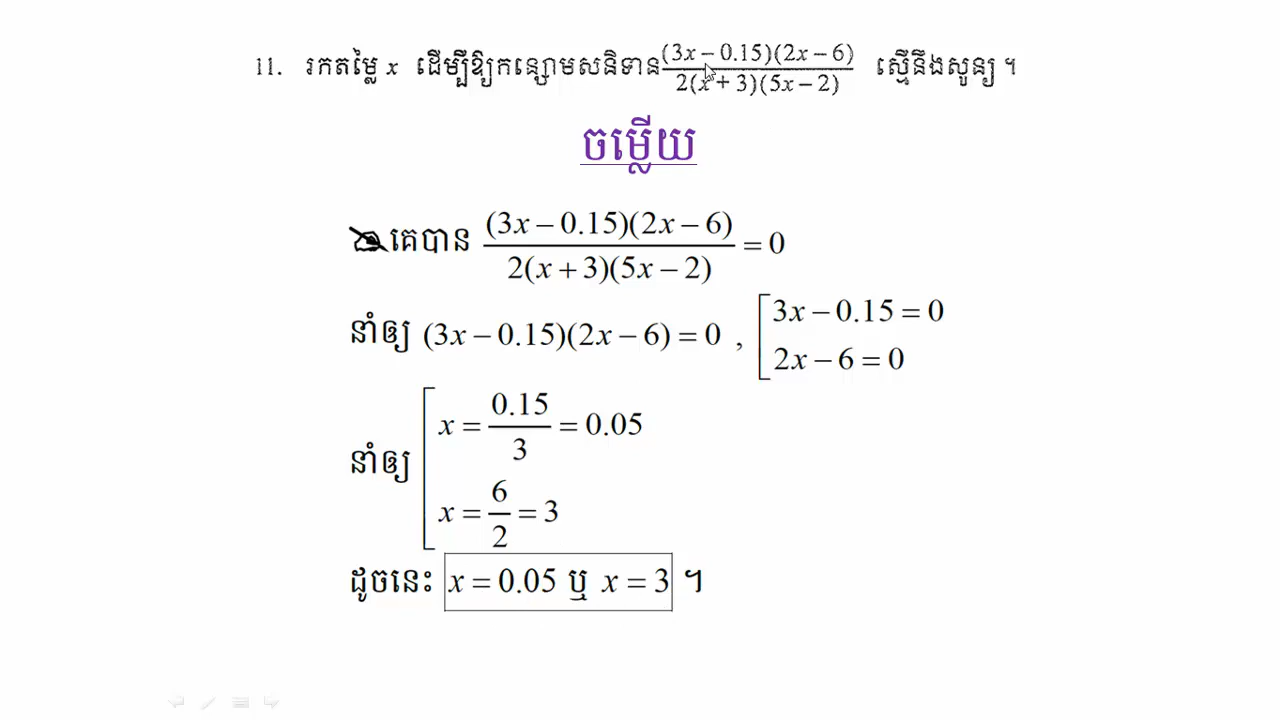 11. រកតម្លៃ x ដើម្បីឱ្យកន្សោមសនិទាន (3x − 0.15)(2x − 6) / 2(x + 3)(5x − 2) ស្មើនឹងសូន្យ ។
ចម្លើយ
គេបាន (3x − 0.15)(2x − 6) / 2(x + 3)(5x − 2) = 0
នាំឲ្យ (3x − 0.15)(2x − 6) = 0 , [ 3x − 0.15 = 0
2x − 6 = 0
នាំឲ្យ [ x = 0.15 / 3 = 0.05
x = 6 / 2 = 3
ដូចនេះ x = 0.05 ឬ x = 3 ។